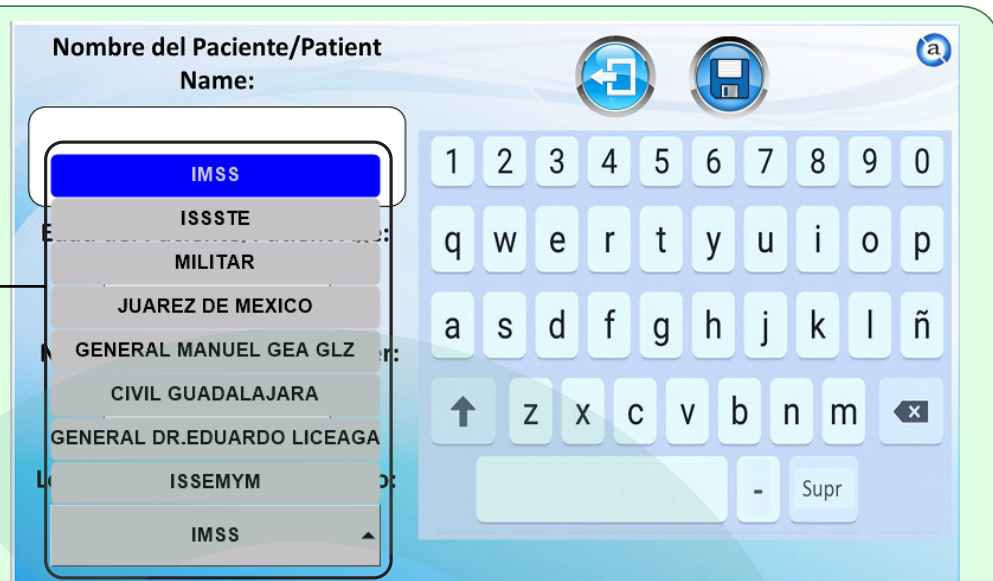 Nombre del Paciente/Patient
Name:
a
IMSS
ISSSTE
MILITAR
JUAREZ DE MEXICO
GENERAL MANUEL GEA GLZ
CIVIL GUADALAJARA
GENERAL DR.EDUARDO LICEAGA
ISSEMYM
IMSS
1 2 3 4 5 6 7 8 9 0
q w e r t y u i o p
a s d f g h j k l ñ
z x c v b n m
- Supr